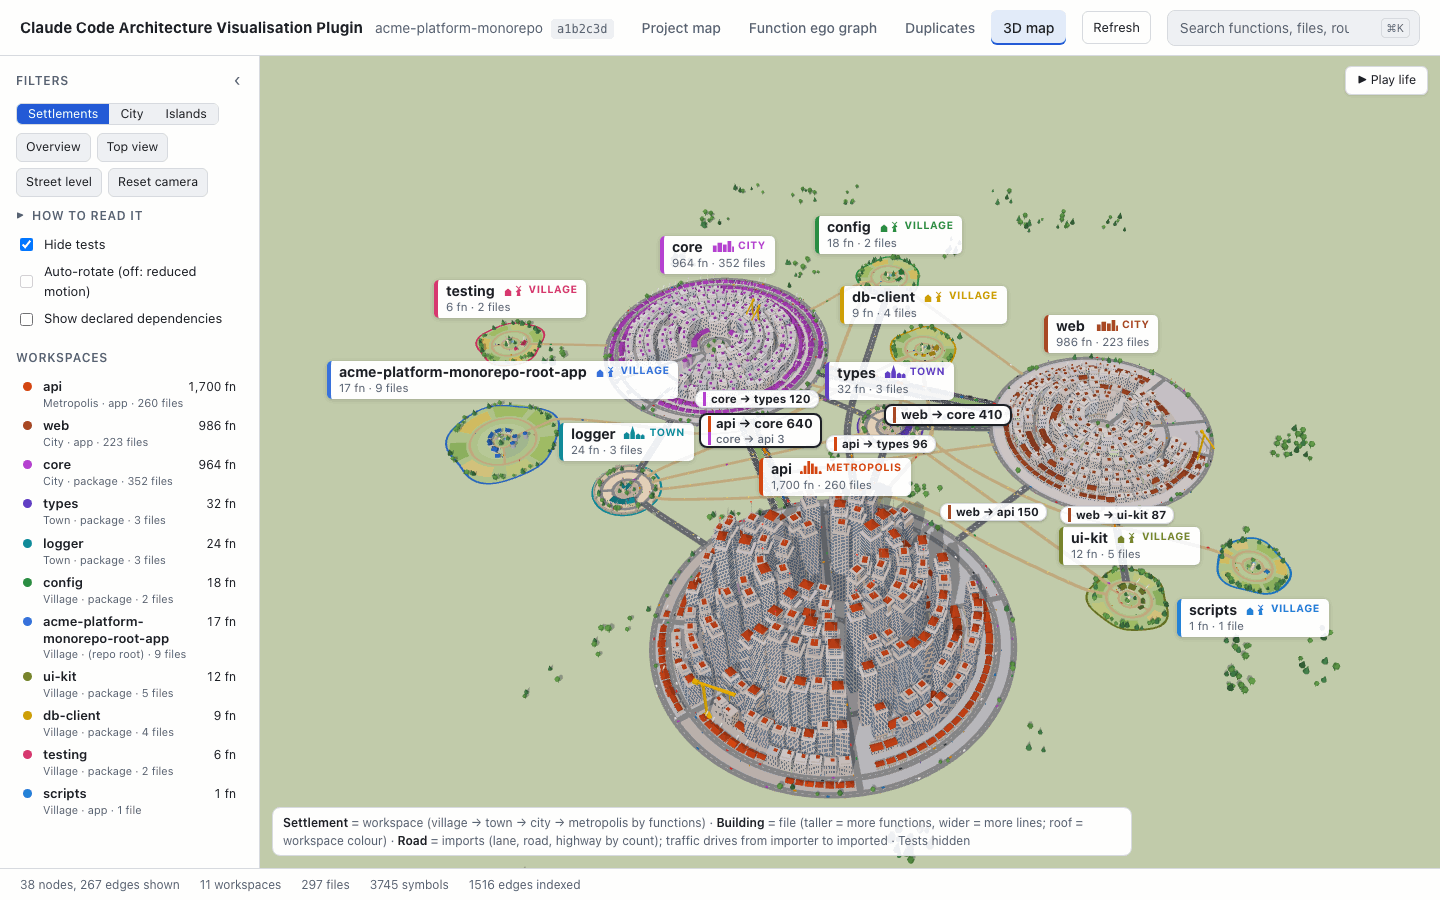 Claude Code Architecture Visualisation Plugin
acme-platform-monorepo
a1b2c3d
Project map
Function ego graph
Duplicates
3D map
Refresh
Search functions, files, rou
⌘K
FILTERS
Settlements
City
Islands
Overview
Top view
Street level
Reset camera
HOW TO READ IT
Hide tests
Auto-rotate (off: reduced
motion)
Show declared dependencies
WORKSPACES
api 1,700 fn
Metropolis · app · 260 files
web 986 fn
City · app · 223 files
core 964 fn
City · package · 352 files
types 32 fn
Town · package · 3 files
logger 24 fn
Town · package · 3 files
config 18 fn
Village · package · 2 files
acme-platform- 17 fn
monorepo-root-app
Village · (repo root) · 9 files
ui-kit 12 fn
Village · package · 5 files
db-client 9 fn
Village · package · 4 files
testing 6 fn
Village · package · 2 files
scripts 1 fn
Village · app · 1 file
Play life
config VILLAGE
18 fn · 2 files
core CITY
964 fn · 352 files
testing VILLAGE
6 fn · 2 files
db-client VILLAGE
9 fn · 4 files
web CITY
986 fn · 223 files
acme-platform-monorepo-root-app VILLAGE
17 fn · 9 files
types TOWN
32 fn · 3 files
core → types 120
web → core 410
api → core 640
core → api 3
logger TOWN
24 fn · 3 files
api → types 96
api METROPOLIS
1,700 fn · 260 files
web → api 150
web → ui-kit 87
ui-kit VILLAGE
12 fn · 5 files
scripts VILLAGE
1 fn · 1 file
Settlement = workspace (village → town → city → metropolis by functions) · Building = file (taller = more functions, wider = more lines; roof =
workspace colour) · Road = imports (lane, road, highway by count); traffic drives from importer to imported · Tests hidden
38 nodes, 267 edges shown
11 workspaces
297 files
3745 symbols
1516 edges indexed